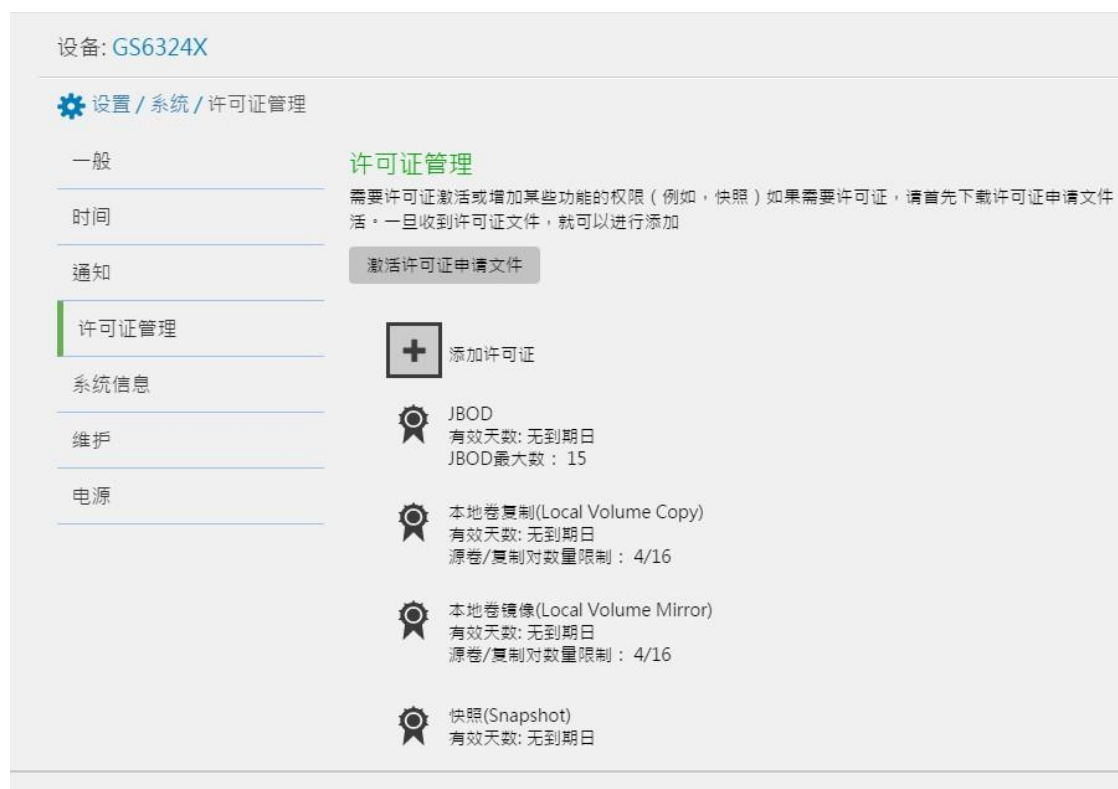 设备: GS6324X
设置 / 系统 / 许可证管理
一般
时间
通知
许可证管理
系统信息
维护
电源
许可证管理
需要许可证激活或增加某些功能的权限（例如，快照）如果需要许可证，请首先下载许可证申请文件
活。一旦收到许可证文件，就可以进行添加
激活许可证申请文件
添加许可证
JBOD
有效天数: 无到期日
JBOD最大数： 15
本地卷复制(Local Volume Copy)
有效天数: 无到期日
源卷/复制对数量限制： 4/16
本地卷镜像(Local Volume Mirror)
有效天数: 无到期日
源卷/复制对数量限制： 4/16
快照(Snapshot)
有效天数: 无到期日